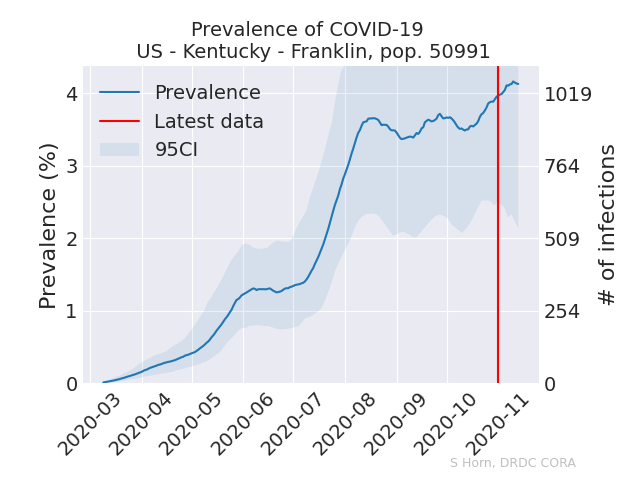 Prevalence of COVID-19
US - Kentucky - Franklin, pop. 50991
Prevalence
Latest data
95CI
Prevalence (%)
4
3
2
1
0
1019
764
509
254
0
# of infections
2020-03
2020-04
2020-05
2020-06
2020-07
2020-08
2020-09
2020-10
2020-11
S Horn, DRDC CORA